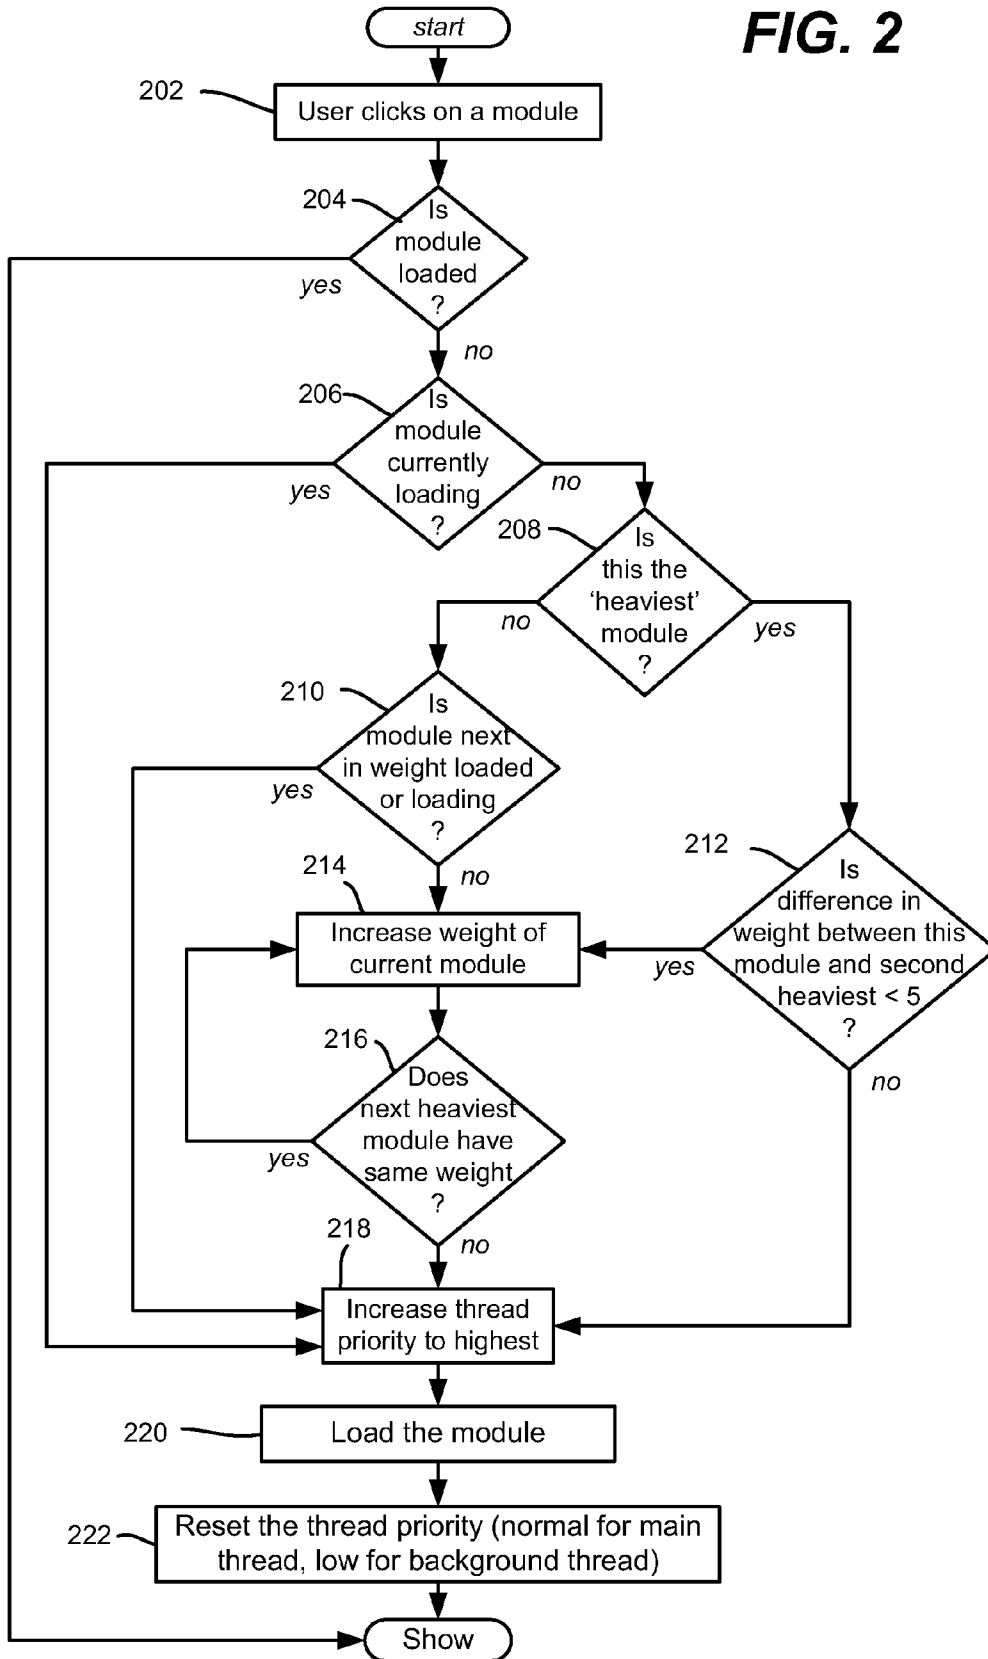 start
FIG. 2
202
User clicks on a module
204
Is
module
loaded
?
yes
no
206
Is
module
currently
loading
?
yes
no
208
Is
this the
‘heaviest’
module
?
no
yes
210
Is
module next
in weight loaded
or loading
?
yes
no
212
Is
difference in
weight between this
module and second
heaviest < 5
?
yes
no
214
Increase weight of
current module
216
Does
next heaviest
module have
same weight
?
yes
no
218
Increase thread
priority to highest
220
Load the module
222
Reset the thread priority (normal for main
thread, low for background thread)
Show